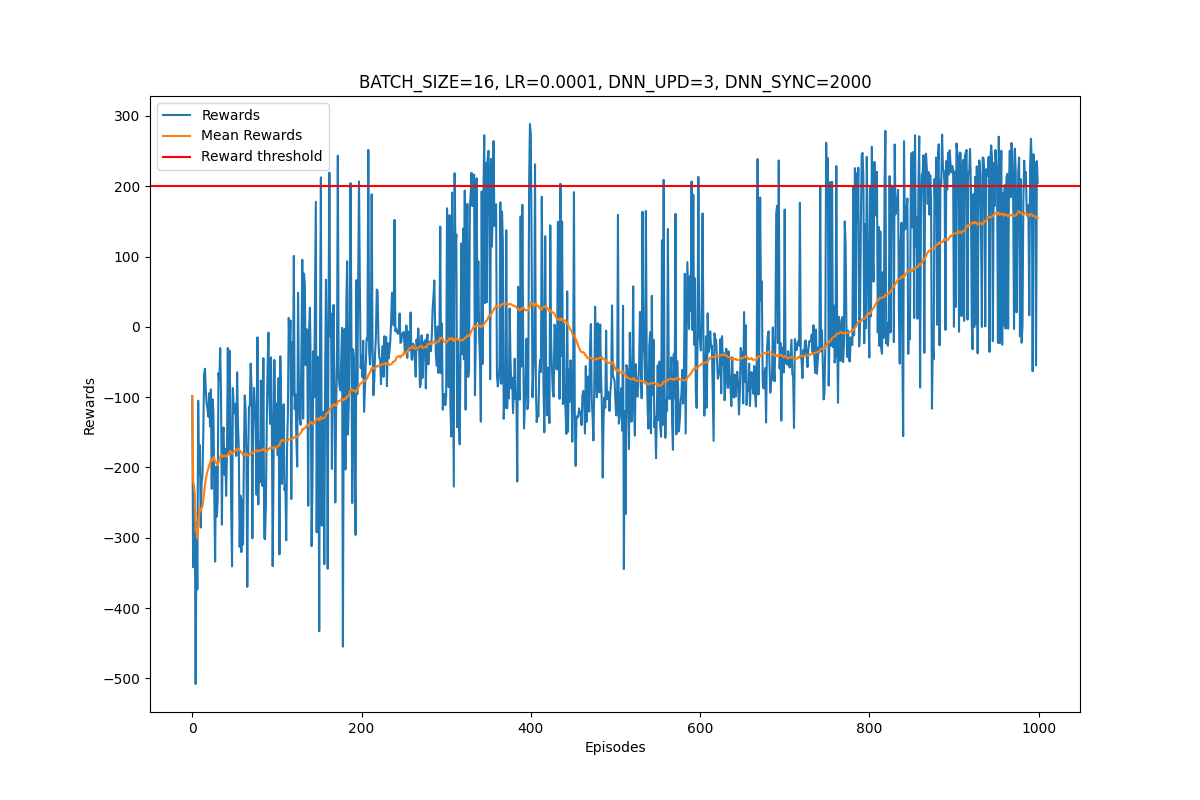 BATCH_SIZE=16, LR=0.0001, DNN_UPD=3, DNN_SYNC=2000
Rewards
Mean Rewards
Reward threshold
300
200
100
0
−100
−200
−300
−400
−500
Rewards
0
200
400
600
800
1000
Episodes